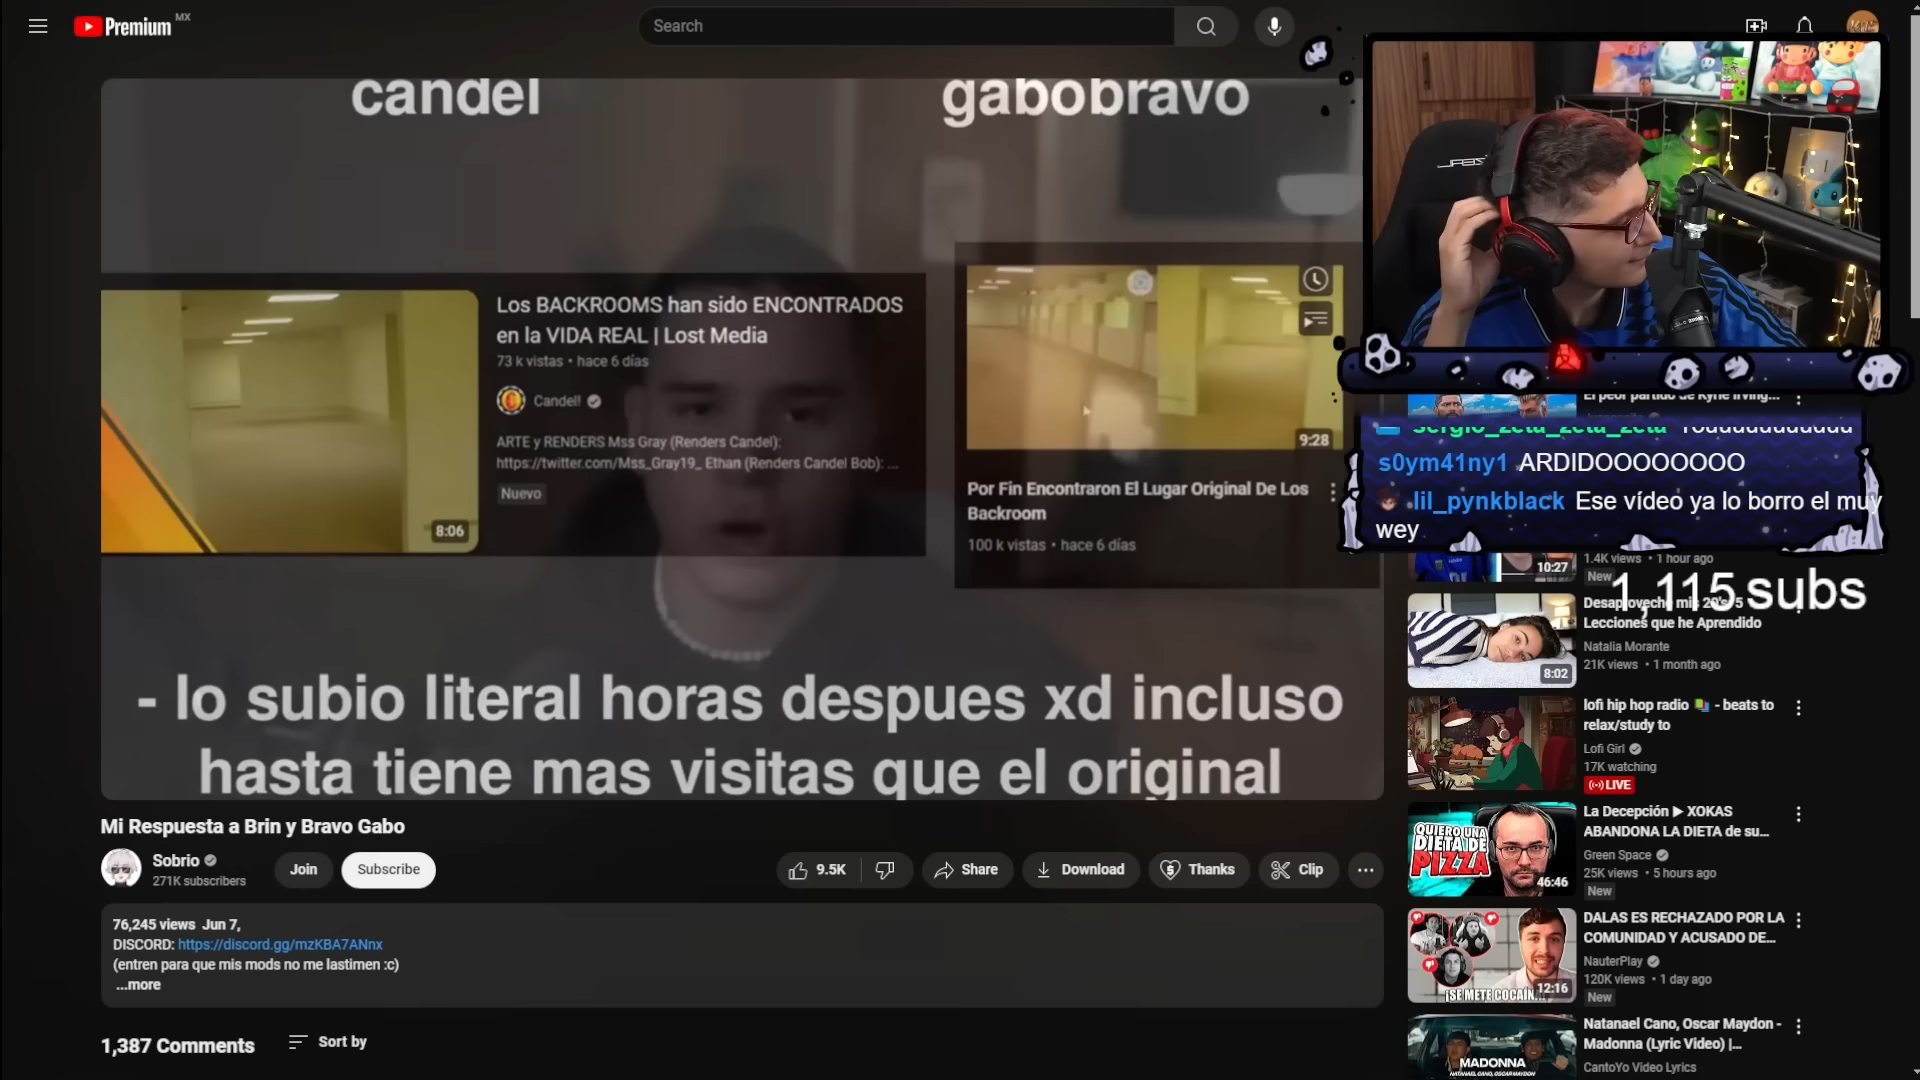 Premium
MX
Search
candel
gabobravo
Los BACKROOMS han sido ENCONTRADOS
en la VIDA REAL | Lost Media
73 k vistas • hace 6 días
Candel!
ARTE y RENDERS Mss Gray (Renders Candel):
https://twitter.com/Mss_Gray19_ Ethan (Renders Candel Bob): ...
Nuevo
8:06
9:28
Por Fin Encontraron El Lugar Original De Los
Backroom
100 k vistas • hace 6 días
- lo subio literal horas despues xd incluso
hasta tiene mas visitas que el original
Mi Respuesta a Brin y Bravo Gabo
Sobrio
271K subscribers
Join
Subscribe
9.5K
Share
Download
Thanks
Clip
76,245 views Jun 7,
DISCORD: https://discord.gg/mzKBA7ANnx
(entren para que mis mods no me lastimen :c)
...more
1,387 Comments
Sort by
El peor partido de Kyrie Irving...
sergio_zeta_zeta_zeta
s0ym41ny1 ARDIDOOOOOOOO
lil_pynkblack Ese vídeo ya lo borro el muy
wey
10:27
1.4K views • 1 hour ago
New
1,115 subs
Desaproveché mis 20's: 5
Lecciones que he Aprendido
Natalia Morante
21K views • 1 month ago
8:02
lofi hip hop radio 📚 - beats to
relax/study to
Lofi Girl
17K watching
LIVE
QUIERO UNA
DIETA DE
PIZZA
46:46
La Decepción ▶ XOKAS
ABANDONA LA DIETA de su...
Green Space
25K views • 5 hours ago
New
¡SE METE COCAÍN...
12:16
DALAS ES RECHAZADO POR LA
COMUNIDAD Y ACUSADO DE...
NauterPlay
120K views • 1 day ago
New
MADONNA
NATANAEL CANO, OSCAR MAYDON
Natanael Cano, Oscar Maydon -
Madonna (Lyric Video) |...
CantoYo Video Lyrics